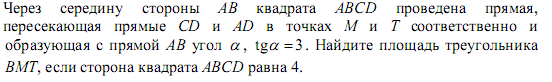 Через середину стороны AB квадрата ABCD проведена прямая,
пересекающая прямые CD и AD в точках M и T соответственно и
образующая с прямой AB угол α, tgα = 3. Найдите площадь треугольника
BMT, если сторона квадрата ABCD равна 4.